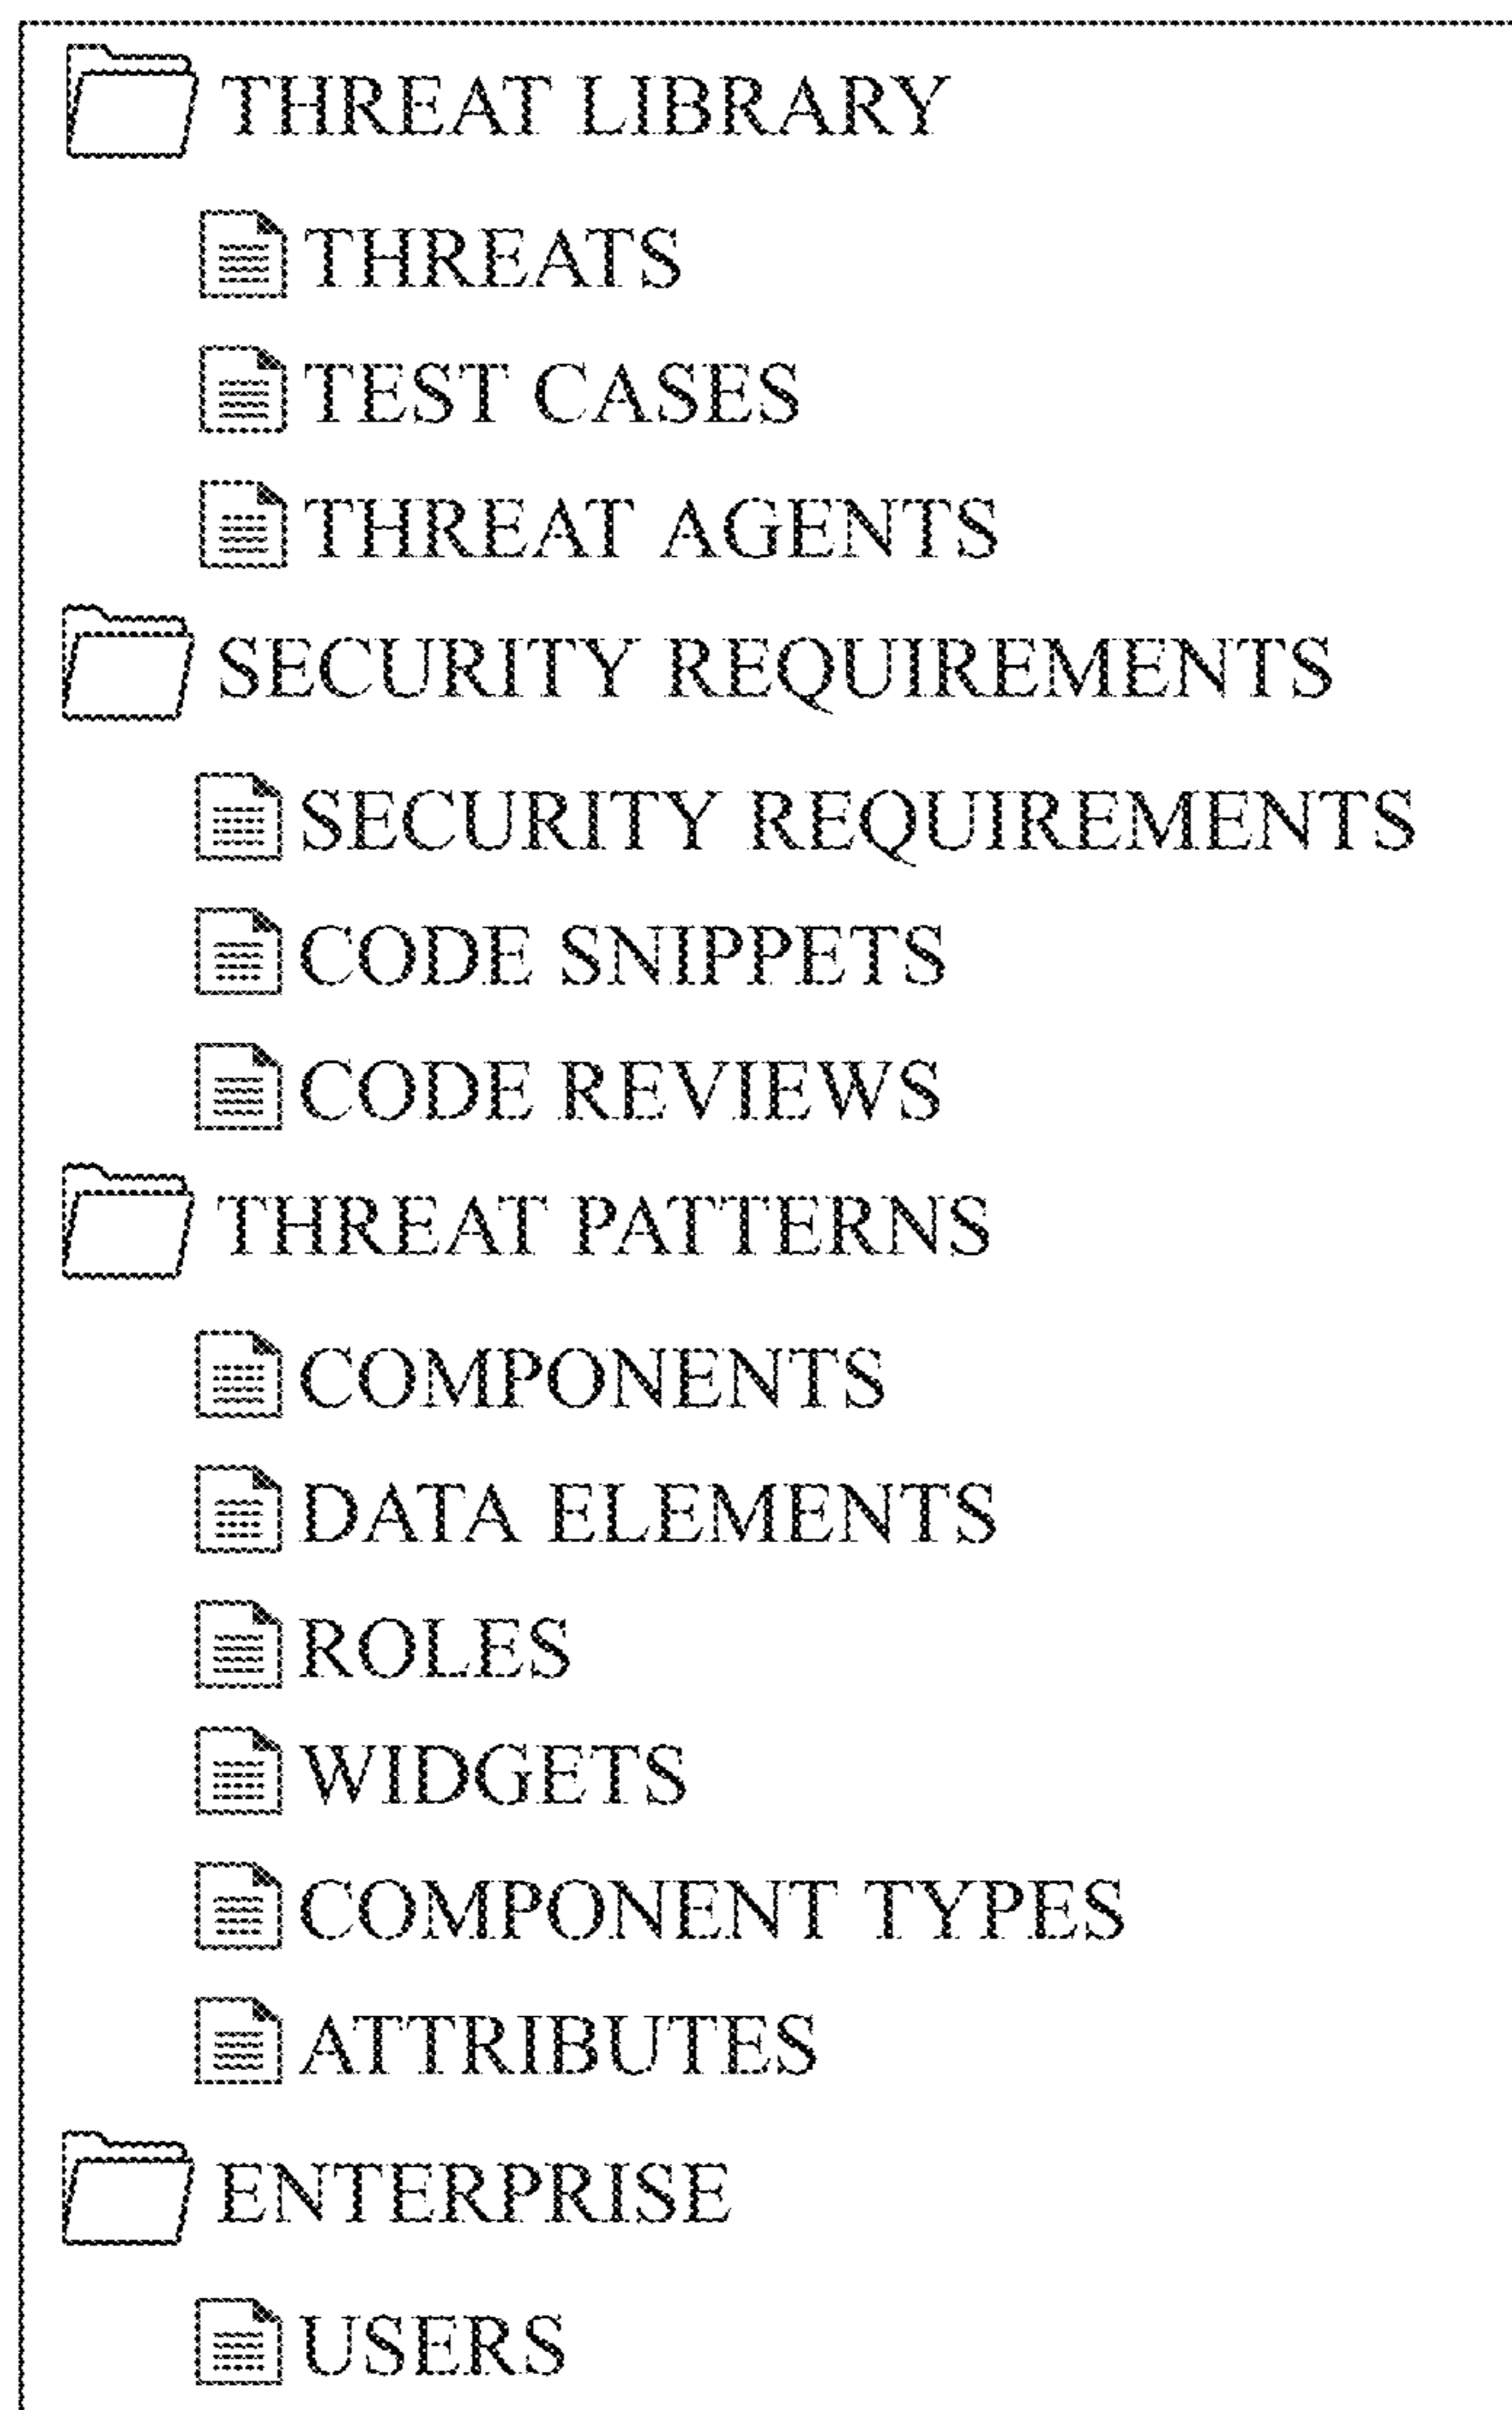 THREAT LIBRARY
THREATS
TEST CASES
THREAT AGENTS
SECURITY REQUIREMENTS
SECURITY REQUIREMENTS
CODE SNIPPETS
CODE REVIEWS
THREAT PATTERNS
COMPONENTS
DATA ELEMENTS
ROLES
WIDGETS
COMPONENT TYPES
ATTRIBUTES
ENTERPRISE
USERS